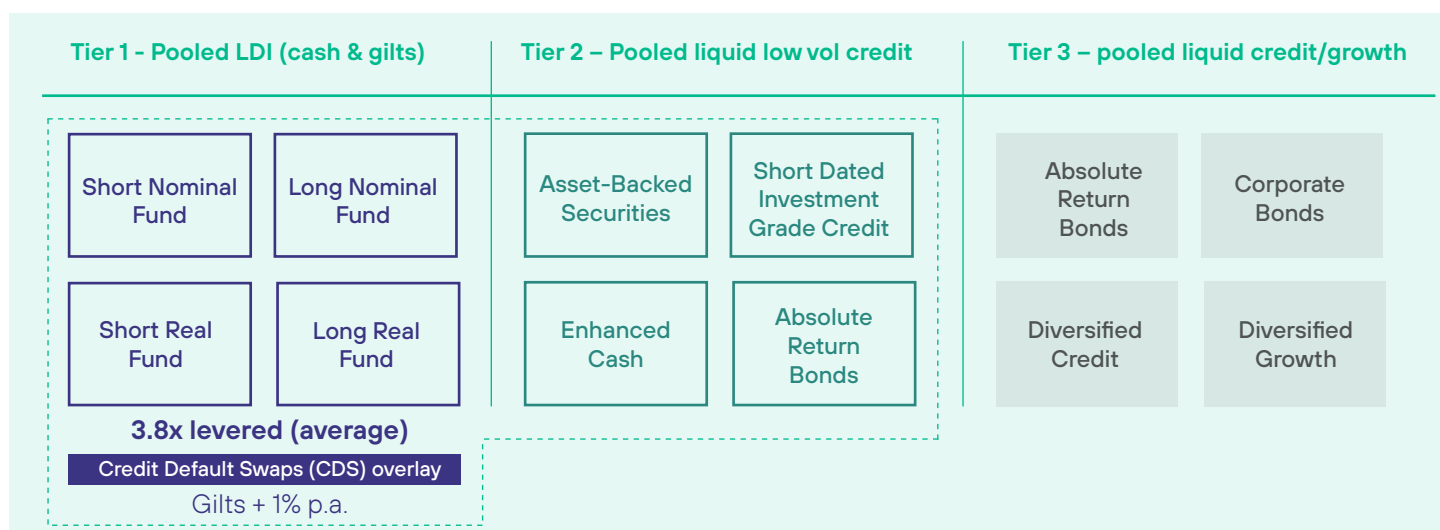 Tier 1 - Pooled LDI (cash & gilts)
Tier 2 – Pooled liquid low vol credit
Tier 3 – pooled liquid credit/growth
Short Nominal
Fund
Long Nominal
Fund
Asset-Backed
Securities
Short Dated
Investment
Grade Credit
Absolute
Return
Bonds
Corporate
Bonds
Short Real
Fund
Long Real
Fund
Enhanced
Cash
Absolute
Return
Bonds
Diversified
Credit
Diversified
Growth
3.8x levered (average)
Credit Default Swaps (CDS) overlay
Gilts + 1% p.a.